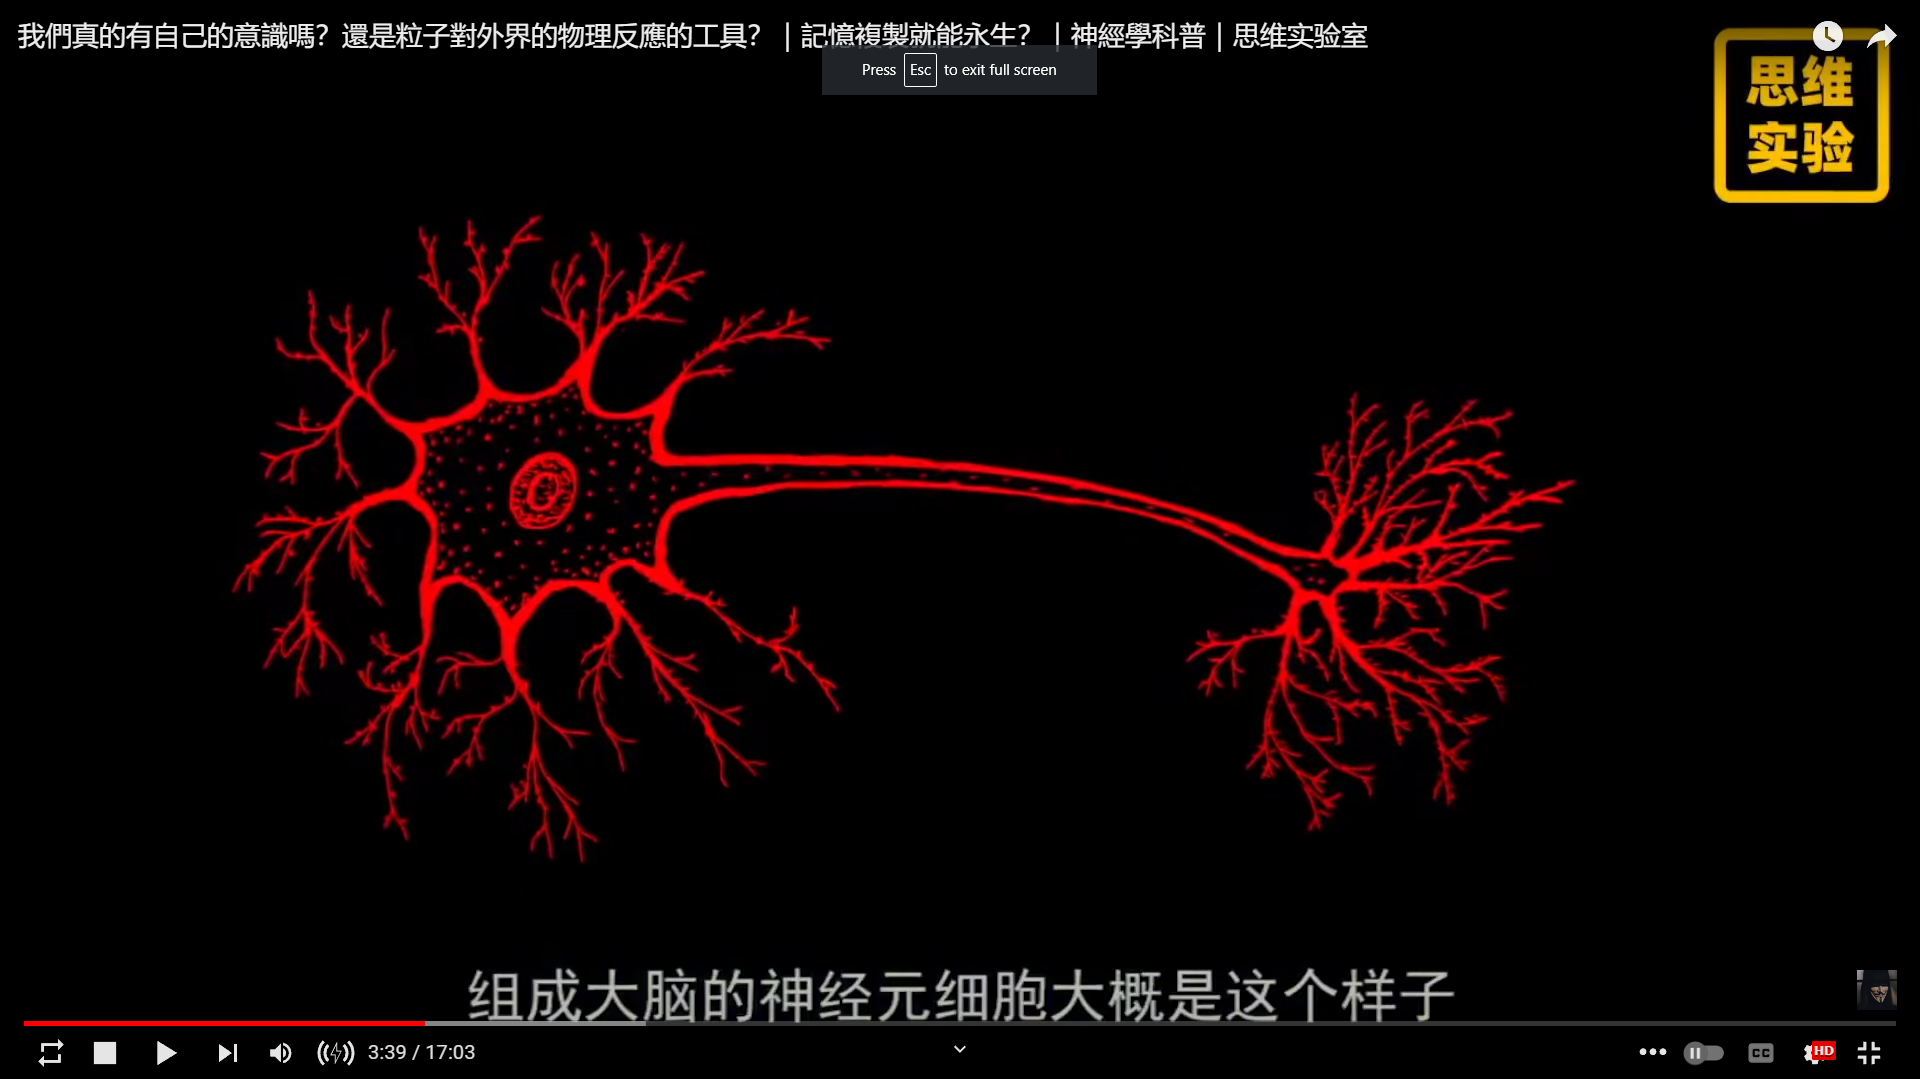 我們真的有自己的意識嗎？還是粒子對外界的物理反應的工具？｜記憶複製就能永生？｜神經學科普｜思维实验室
Press Esc to exit full screen
思维
实验
组成大脑的神经元细胞大概是这个样子
3:39 / 17:03
CC
HD